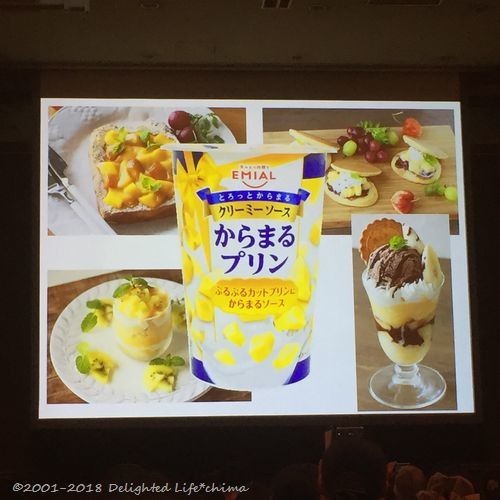 EMIAL
とろっとからまる
クリーミーソース
からまる
プリン
ぷるぷるカットプリンに
からまるソース
©2001-2018 Delighted Life*chima